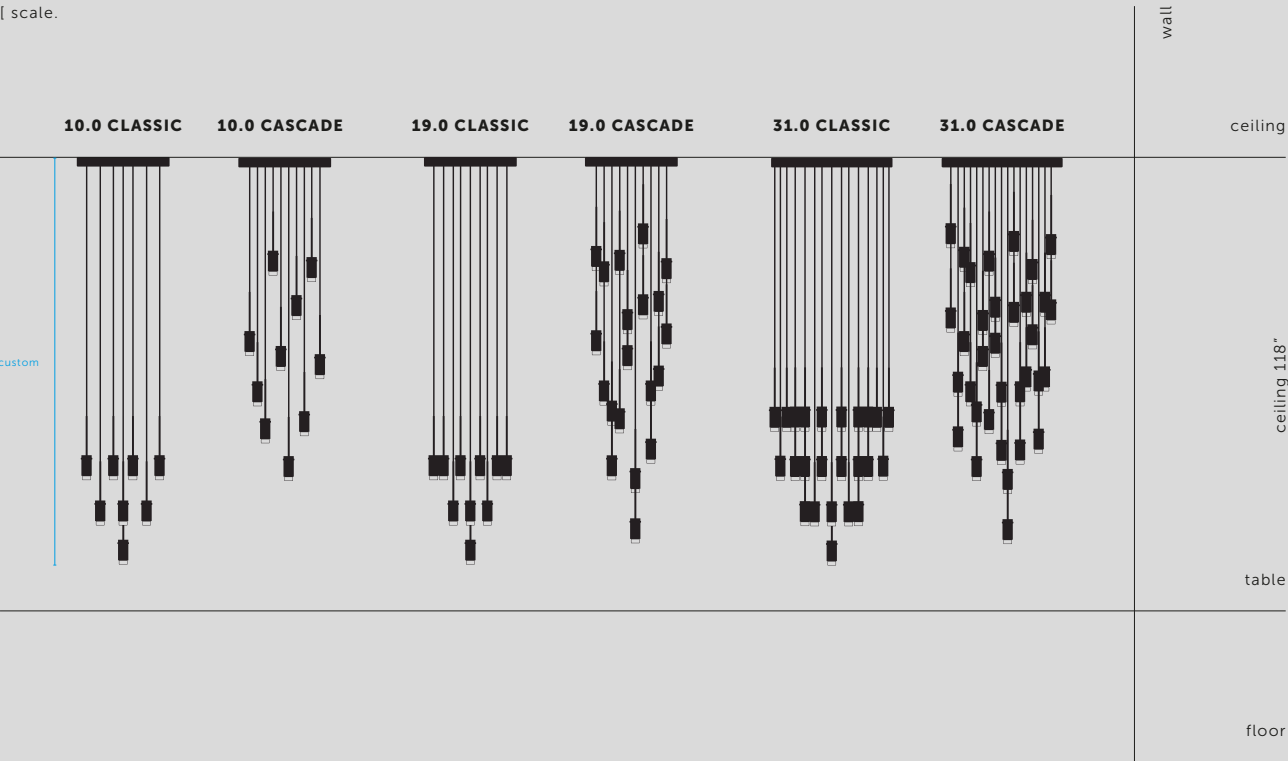 [ scale.
wall
10.0 CLASSIC
10.0 CASCADE
19.0 CLASSIC
19.0 CASCADE
31.0 CLASSIC
31.0 CASCADE
ceiling
custom
ceiling 118"
table
floor